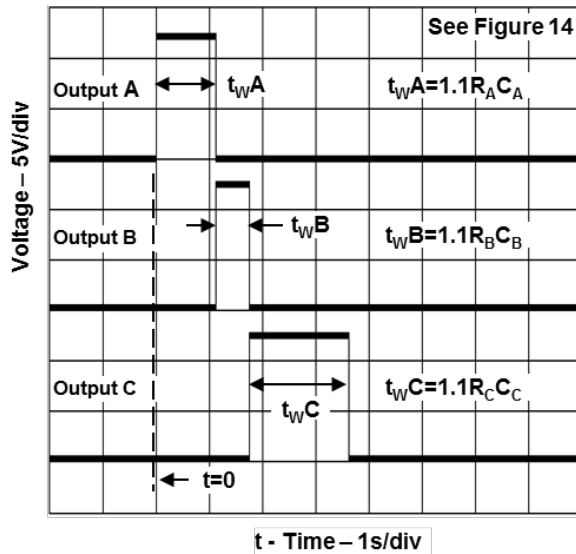 See Figure 14
Voltage – 5V/div
Output A
tWA
tWA=1.1RACA
Output B
tWB
tWB=1.1RBCB
Output C
tWC
tWC=1.1RCCC
t=0
t - Time – 1s/div